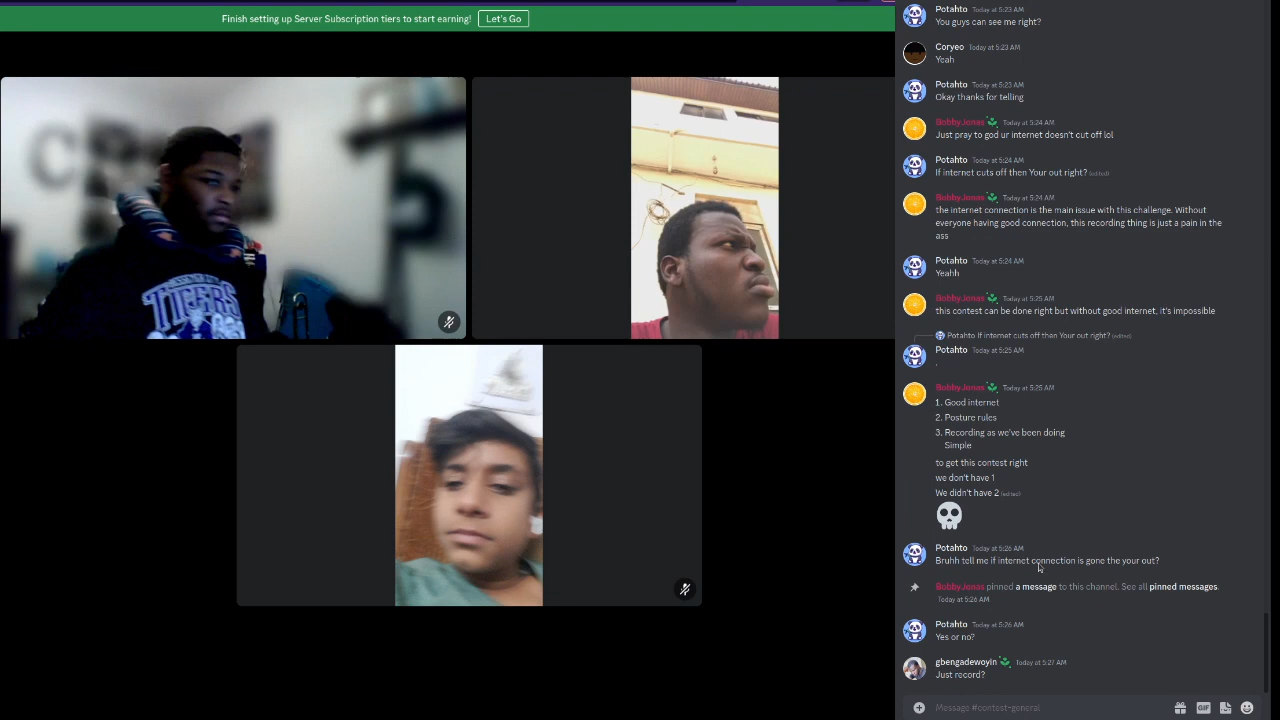 Finish setting up Server Subscription tiers to start earning!
Let's Go
TIGERS
Potahto Today at 5:23 AM
You guys can see me right?
Coryeo Today at 5:23 AM
Yeah
Potahto Today at 5:23 AM
Okay thanks for telling
BobbyJonas Today at 5:24 AM
Just pray to god ur internet doesn't cut off lol
Potahto Today at 5:24 AM
If internet cuts off then Your out right? (edited)
BobbyJonas Today at 5:24 AM
the internet connection is the main issue with this challenge. Without
everyone having good connection, this recording thing is just a pain in the
ass
Potahto Today at 5:24 AM
Yeahh
BobbyJonas Today at 5:25 AM
this contest can be done right but without good internet, it's impossible
Potahto If internet cuts off then Your out right? (edited)
Potahto Today at 5:25 AM
.
BobbyJonas Today at 5:25 AM
1. Good internet
2. Posture rules
3. Recording as we've been doing
Simple
to get this contest right
we don't have 1
We didn't have 2 (edited)
Potahto Today at 5:26 AM
Bruhh tell me if internet connection is gone the your out?
BobbyJonas pinned a message to this channel. See all pinned messages.
Today at 5:26 AM
Potahto Today at 5:26 AM
Yes or no?
gbengadewoyin Today at 5:27 AM
Just record?
Message #contest-general
GIF